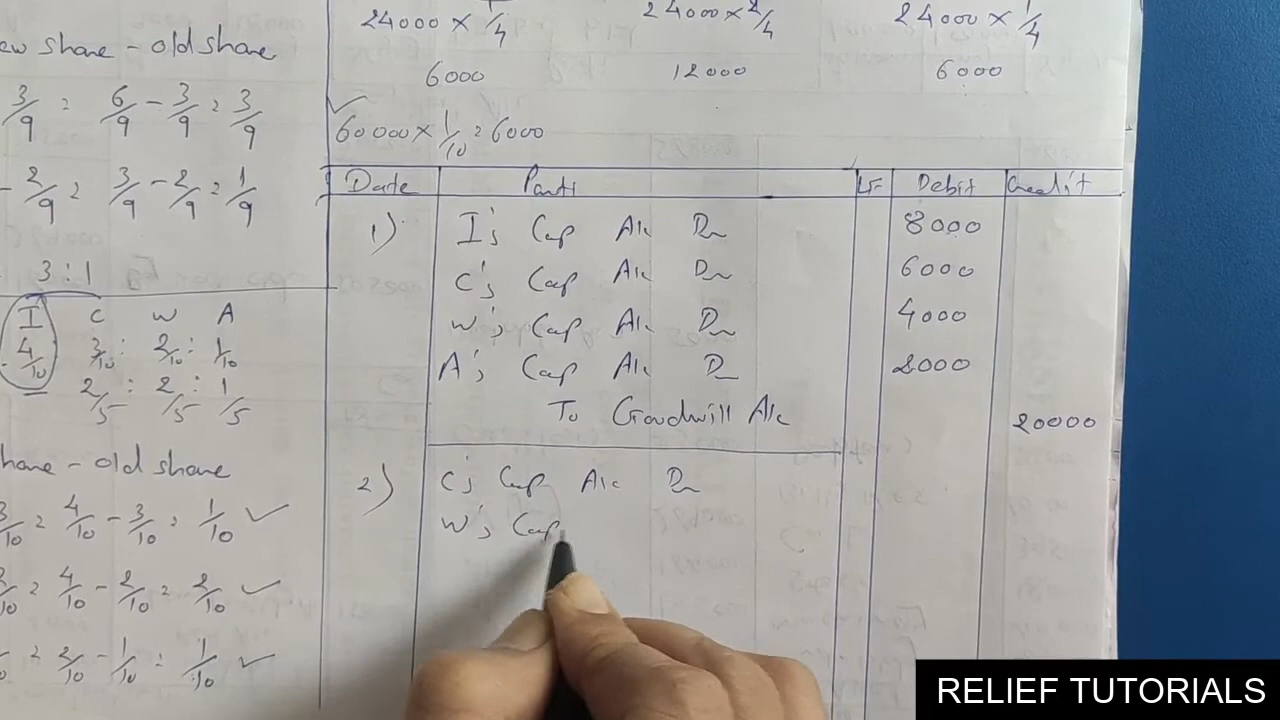 24000 × 1/4 24000 × 2/4 24000 × 1/4
6000 12000 6000
60000 × 1/10 = 6000
ew share - old share
3/9 = 6/9 - 3/9 = 3/9
- 2/9 = 3/9 - 2/9 = 1/9
3 : 1
I C W A
4/10 3/10 : 2/10 : 1/10
2/5 : 2/5 : 1/5
hare - old share
3/10 = 4/10 - 3/10 = 1/10 ✓
2/10 = 4/10 - 2/10 = 2/10 ✓
= 2/10 - 1/10 = 1/10 ✓
Date Parti LF Debit Credit
1) I's Cap A/c Dr 8000
C's Cap A/c Dr 6000
W's Cap A/c Dr 4000
A's Cap A/c Dr 2000
To Goodwill A/c 20000
2) C's Cap A/c Dr
W's Cap
RELIEF TUTORIALS